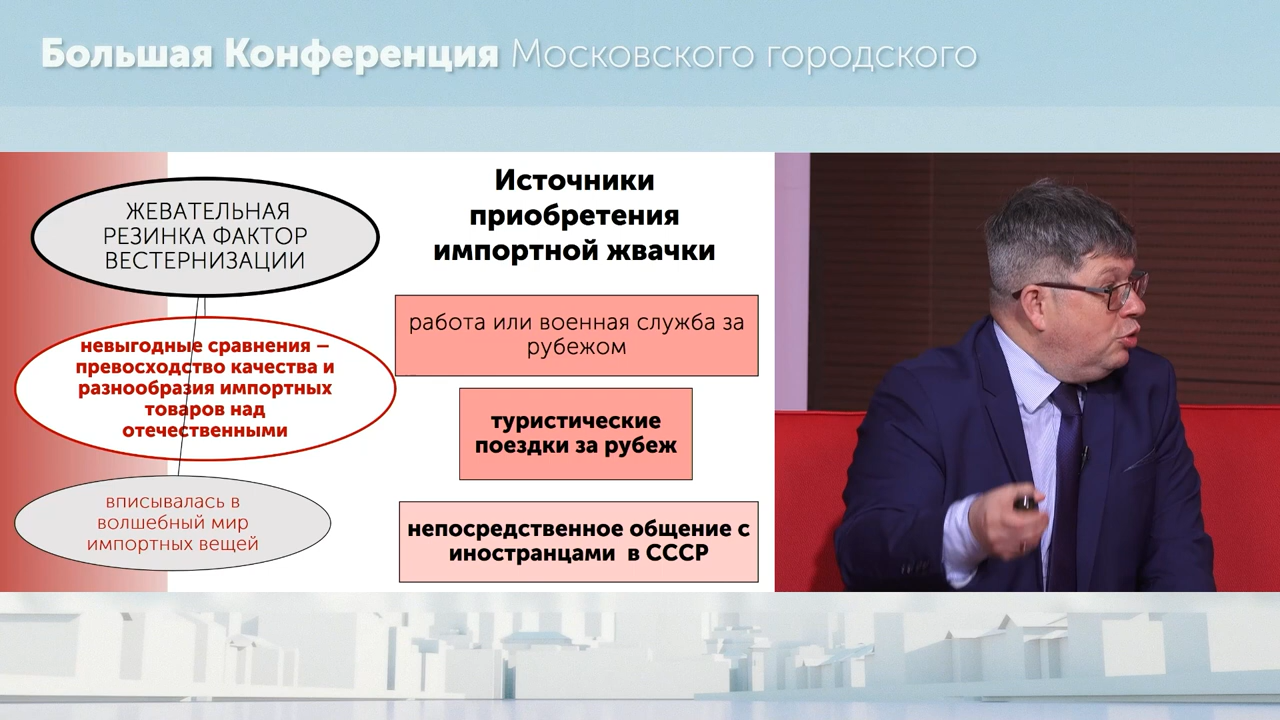 Большая Конференция Московского городского
ЖЕВАТЕЛЬНАЯ
РЕЗИНКА ФАКТОР
ВЕСТЕРНИЗАЦИИ
невыгодные сравнения –
превосходство качества и
разнообразия импортных
товаров над
отечественными
вписывалась в
волшебный мир
импортных вещей
Источники
приобретения
импортной жвачки
работа или военная служба за
рубежом
туристические
поездки за рубеж
непосредственное общение с
иностранцами в СССР